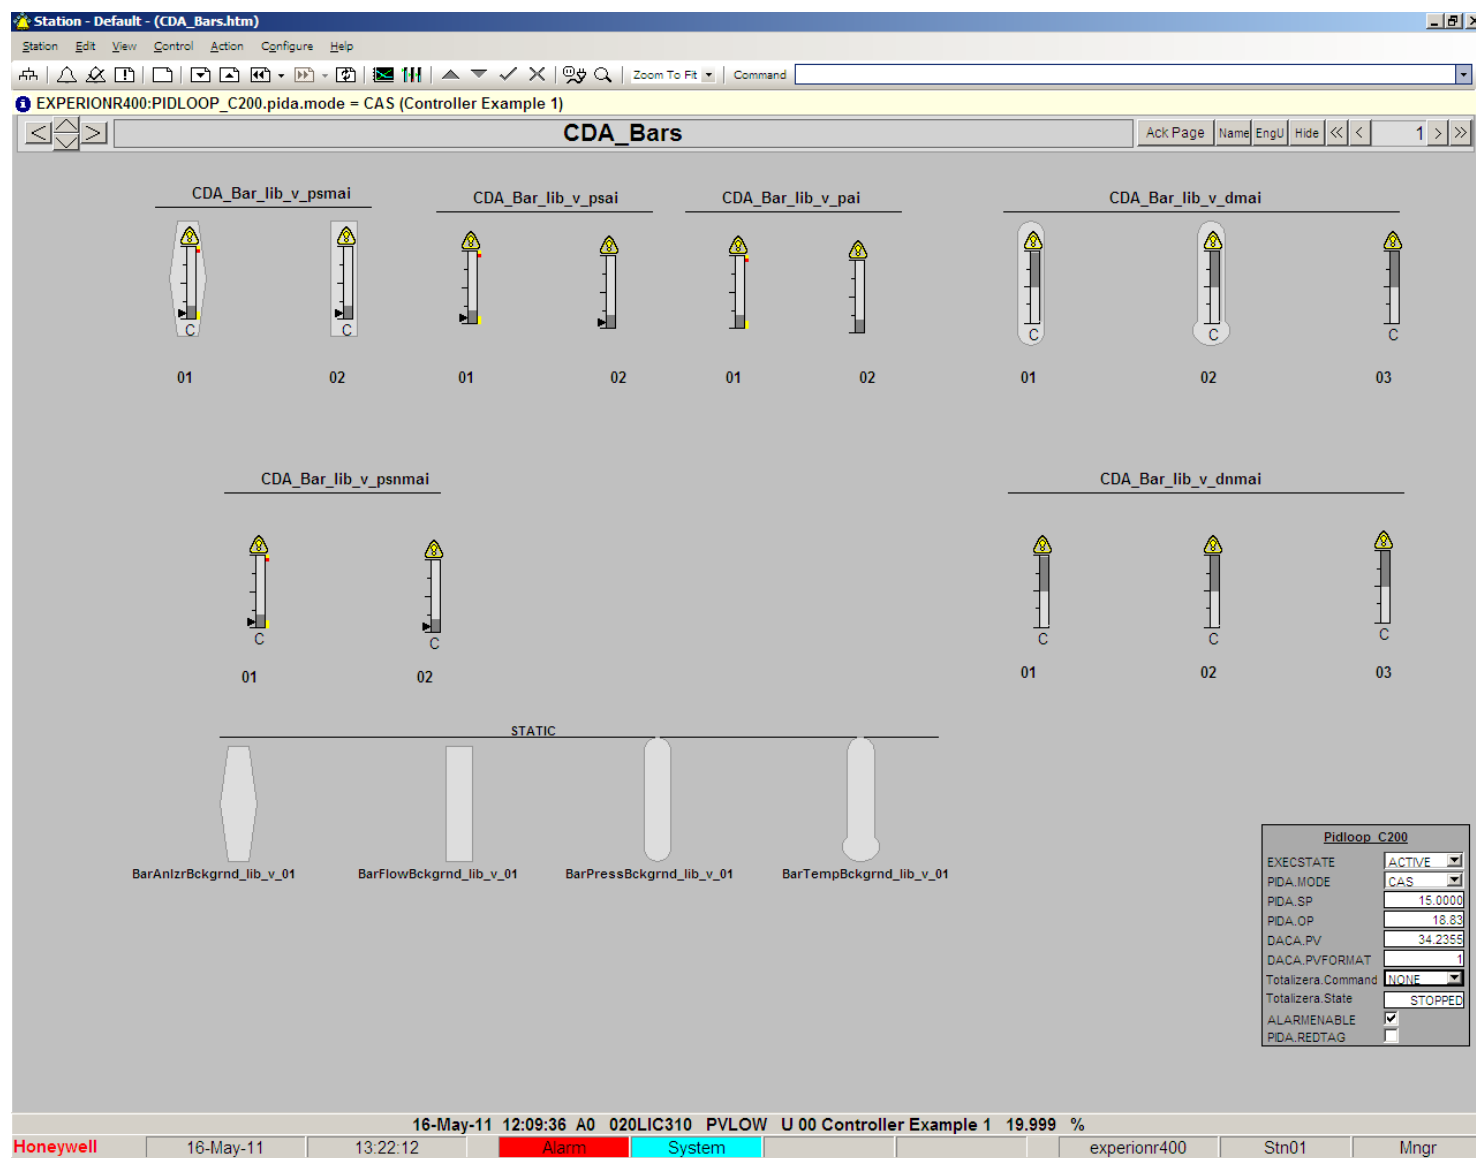 Station - Default - (CDA_Bars.htm)
Station Edit View Control Action Configure Help
Zoom To Fit Command
EXPERIONR400:PIDLOOP_C200.pida.mode = CAS (Controller Example 1)
CDA_Bars
Ack Page Name EngU Hide << < 1 > >>
CDA_Bar_lib_v_psmai CDA_Bar_lib_v_psai CDA_Bar_lib_v_pai CDA_Bar_lib_v_dmai
C C C C C
01 02 01 02 01 02 01 02 03
CDA_Bar_lib_v_psnmai CDA_Bar_lib_v_dnmai
C C C C C
01 02 01 02 03
STATIC
BarAnlzrBckgrnd_lib_v_01 BarFlowBckgrnd_lib_v_01 BarPressBckgrnd_lib_v_01 BarTempBckgrnd_lib_v_01
Pidloop_C200
EXECSTATE ACTIVE
PIDA.MODE CAS
PIDA.SP 15.0000
PIDA.OP 18.83
DACA.PV 34.2355
DACA.PVFORMAT 1
Totalizera.Command NONE
Totalizera.State STOPPED
ALARMENABLE
PIDA.REDTAG
16-May-11 12:09:36 A0 020LIC310 PVLOW U 00 Controller Example 1 19.999 %
Honeywell 16-May-11 13:22:12 Alarm System experionr400 Stn01 Mngr